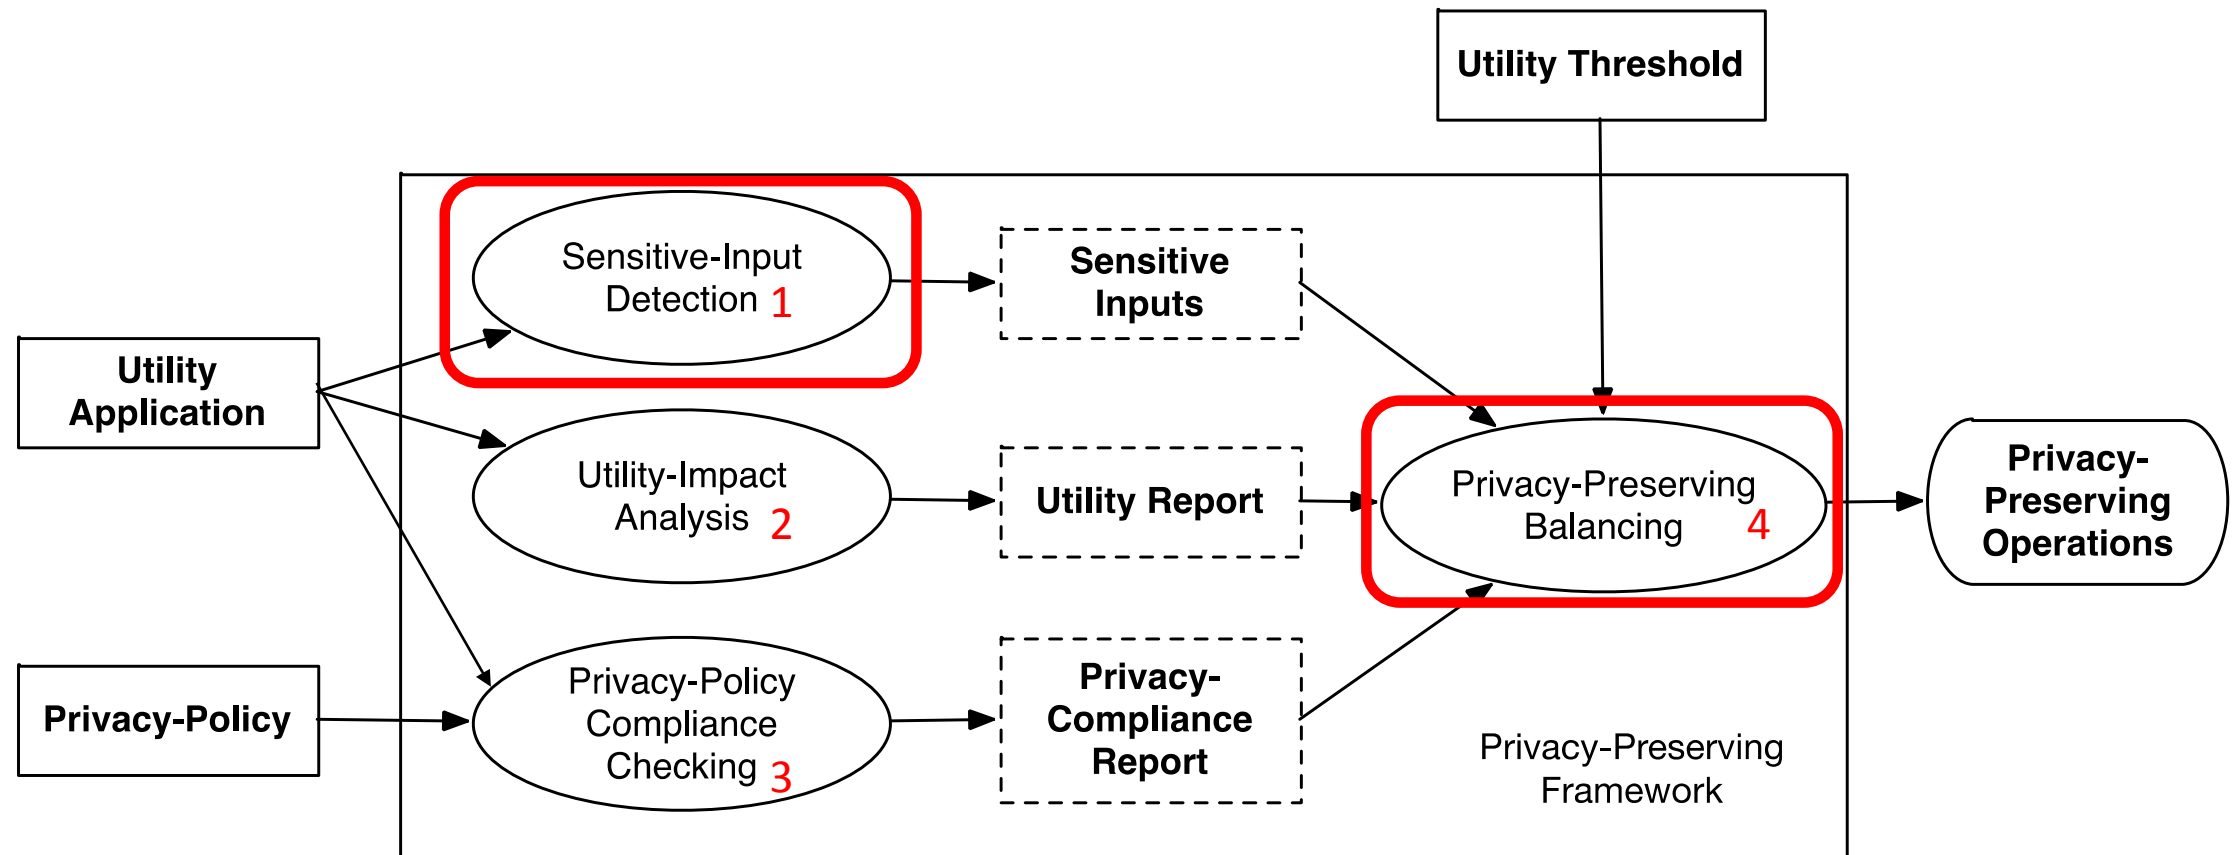 Utility Threshold
Sensitive-Input
Detection 1
Sensitive
Inputs
Utility
Application
Utility-Impact
Analysis 2
Utility Report
Privacy-Preserving
Balancing 4
Privacy-
Preserving
Operations
Privacy-Policy
Privacy-Policy
Compliance
Checking 3
Privacy-
Compliance
Report
Privacy-Preserving
Framework